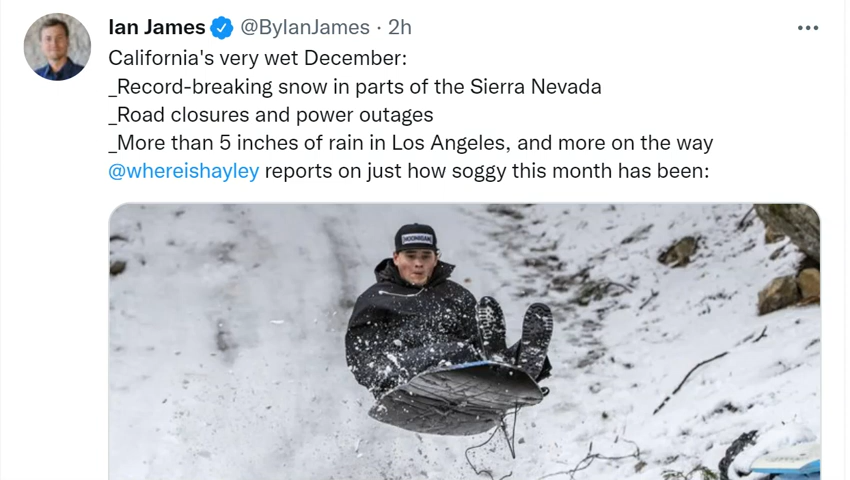 Ian James @ByIanJames · 2h
California's very wet December:
_Record-breaking snow in parts of the Sierra Nevada
_Road closures and power outages
_More than 5 inches of rain in Los Angeles, and more on the way
@whereishayley reports on just how soggy this month has been:
HOONIGAN